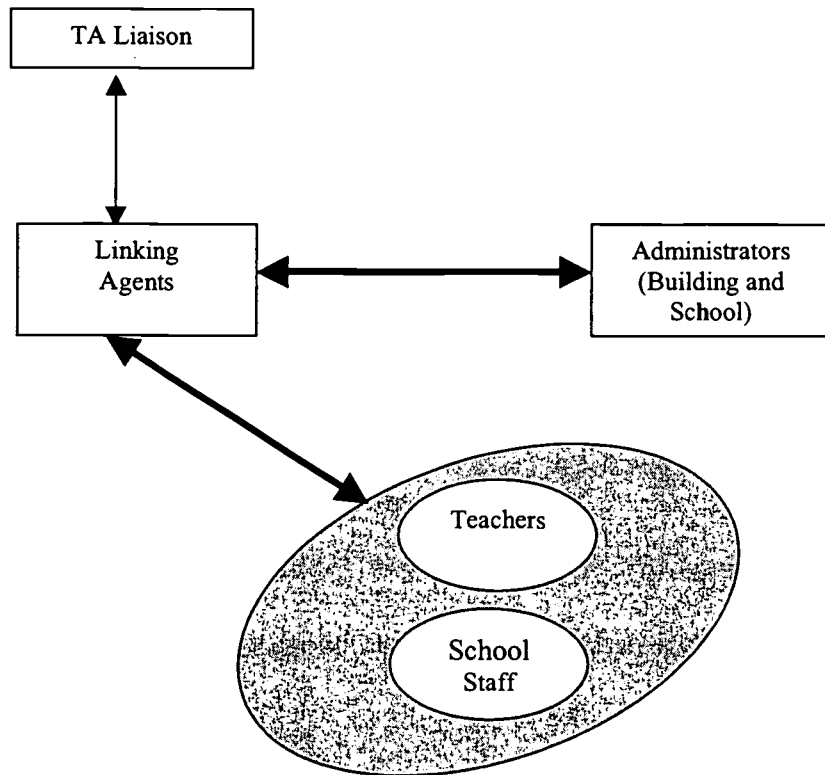 TA Liaison
Linking
Agents
Administrators
(Building and
School)
Teachers
School
Staff